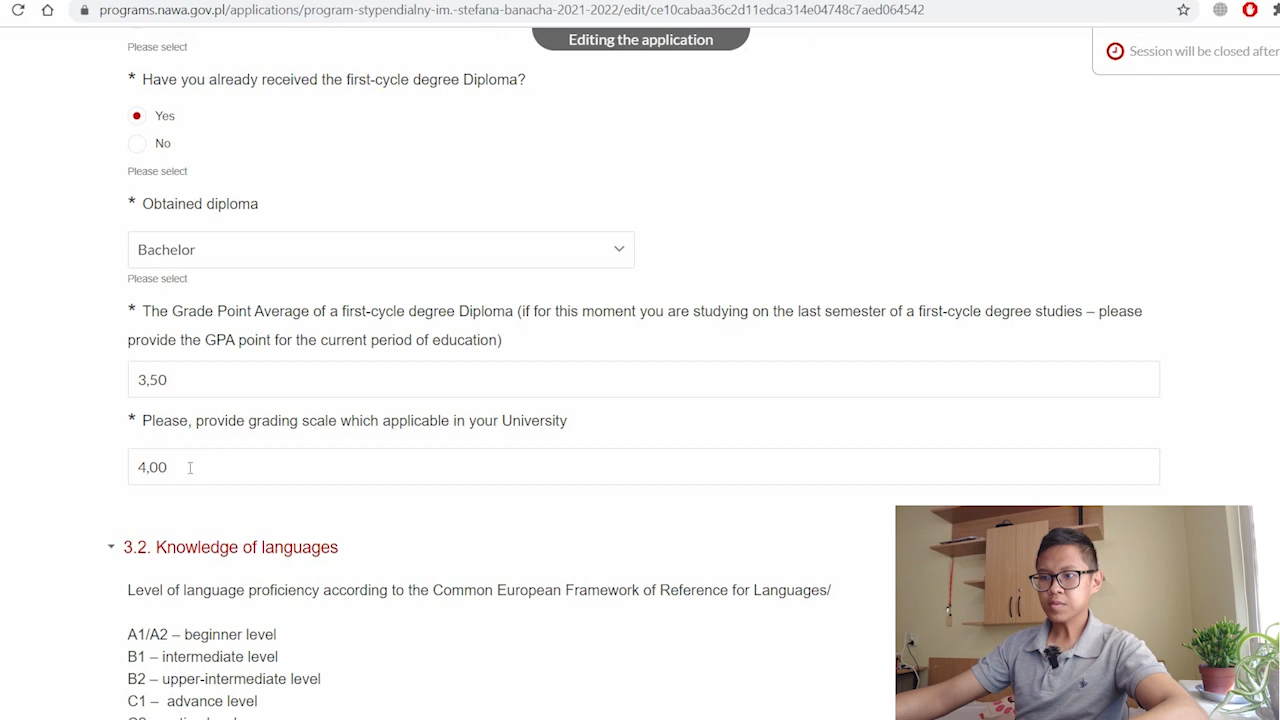 programs.nawa.gov.pl/applications/program-stypendialny-im.-stefana-banacha-2021-2022/edit/ce10cabaa36c2d11edca314e04748c7aed064542
Editing the application
Session will be closed after
Please select
* Have you already received the first-cycle degree Diploma?
Yes
No
Please select
* Obtained diploma
Bachelor
Please select
* The Grade Point Average of a first-cycle degree Diploma (if for this moment you are studying on the last semester of a first-cycle degree studies – please
provide the GPA point for the current period of education)
3,50
* Please, provide grading scale which applicable in your University
4,00
3.2. Knowledge of languages
Level of language proficiency according to the Common European Framework of Reference for Languages/
A1/A2 – beginner level
B1 – intermediate level
B2 – upper-intermediate level
C1 – advance level